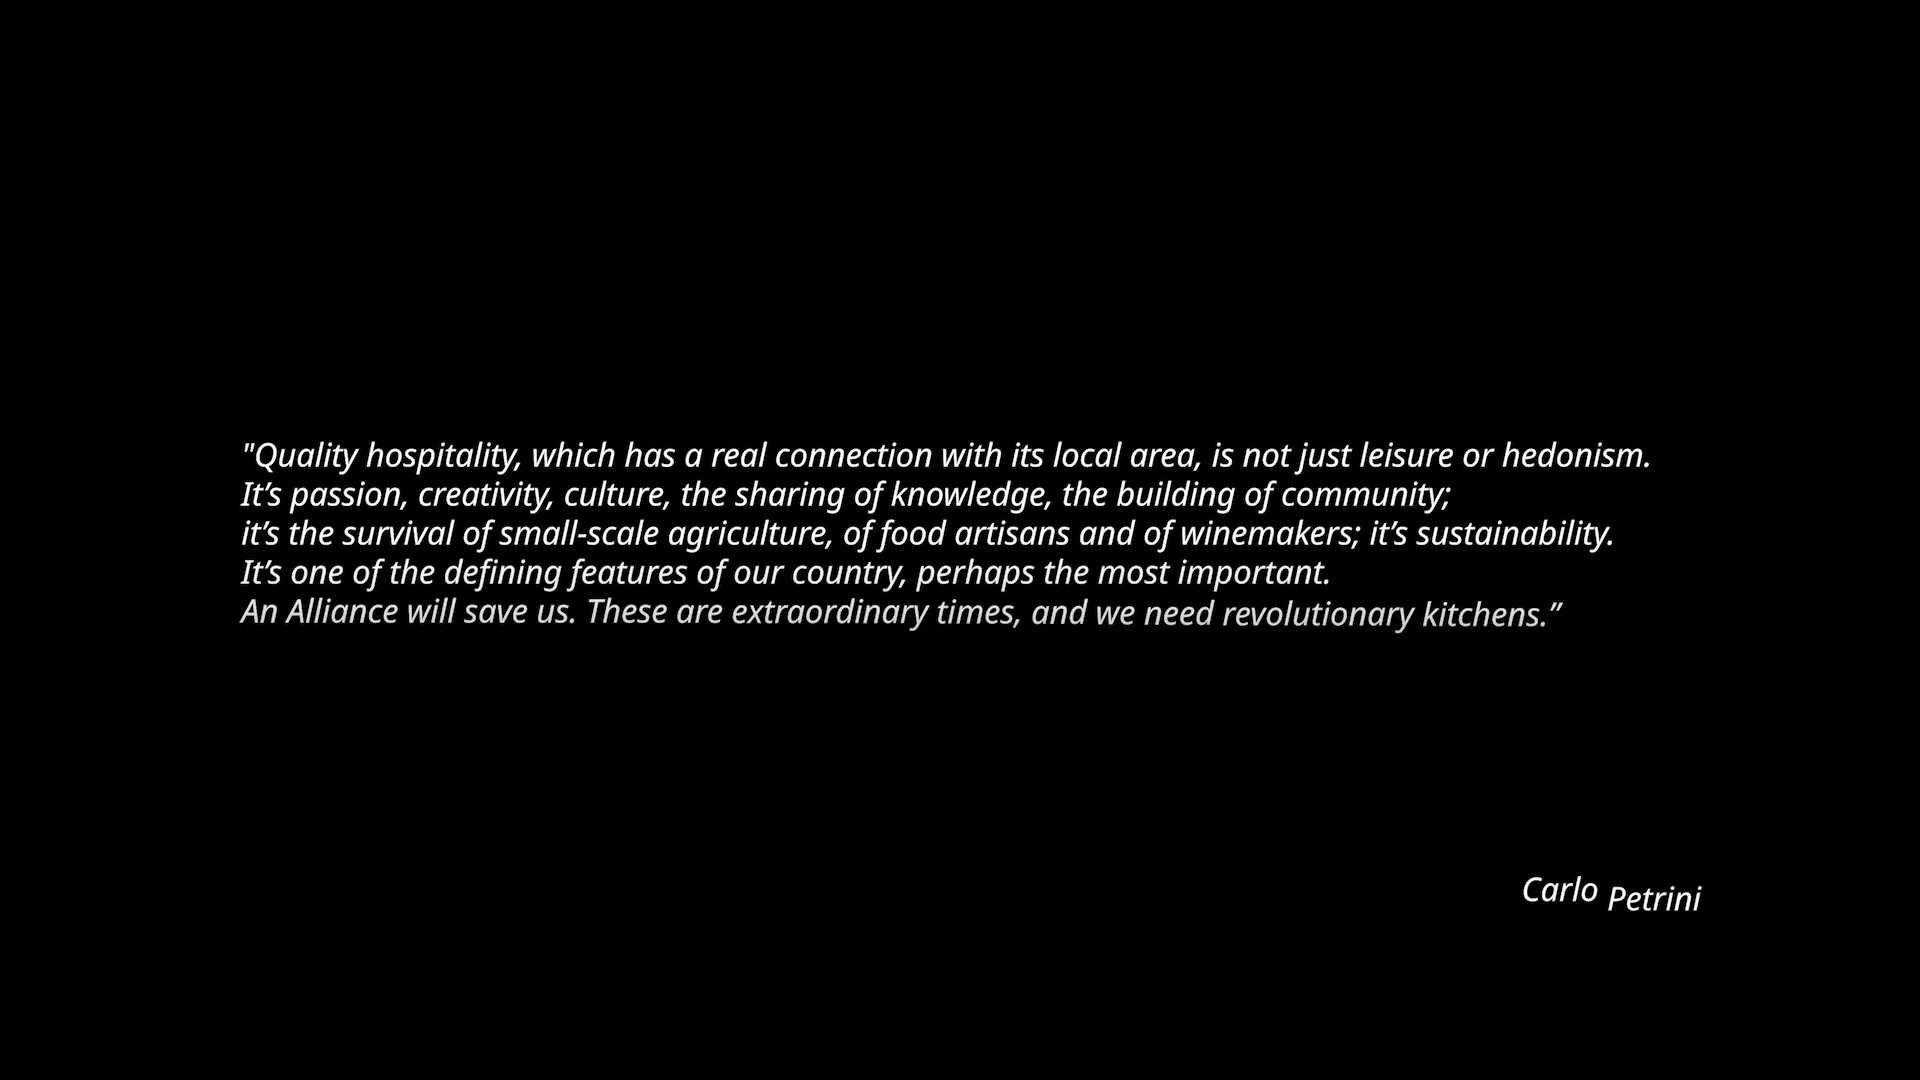 "Quality hospitality, which has a real connection with its local area, is not just leisure or hedonism.
It’s passion, creativity, culture, the sharing of knowledge, the building of community;
it’s the survival of small-scale agriculture, of food artisans and of winemakers; it’s sustainability.
It’s one of the defining features of our country, perhaps the most important.
An Alliance will save us. These are extraordinary times, and we need revolutionary kitchens.”
Carlo Petrini